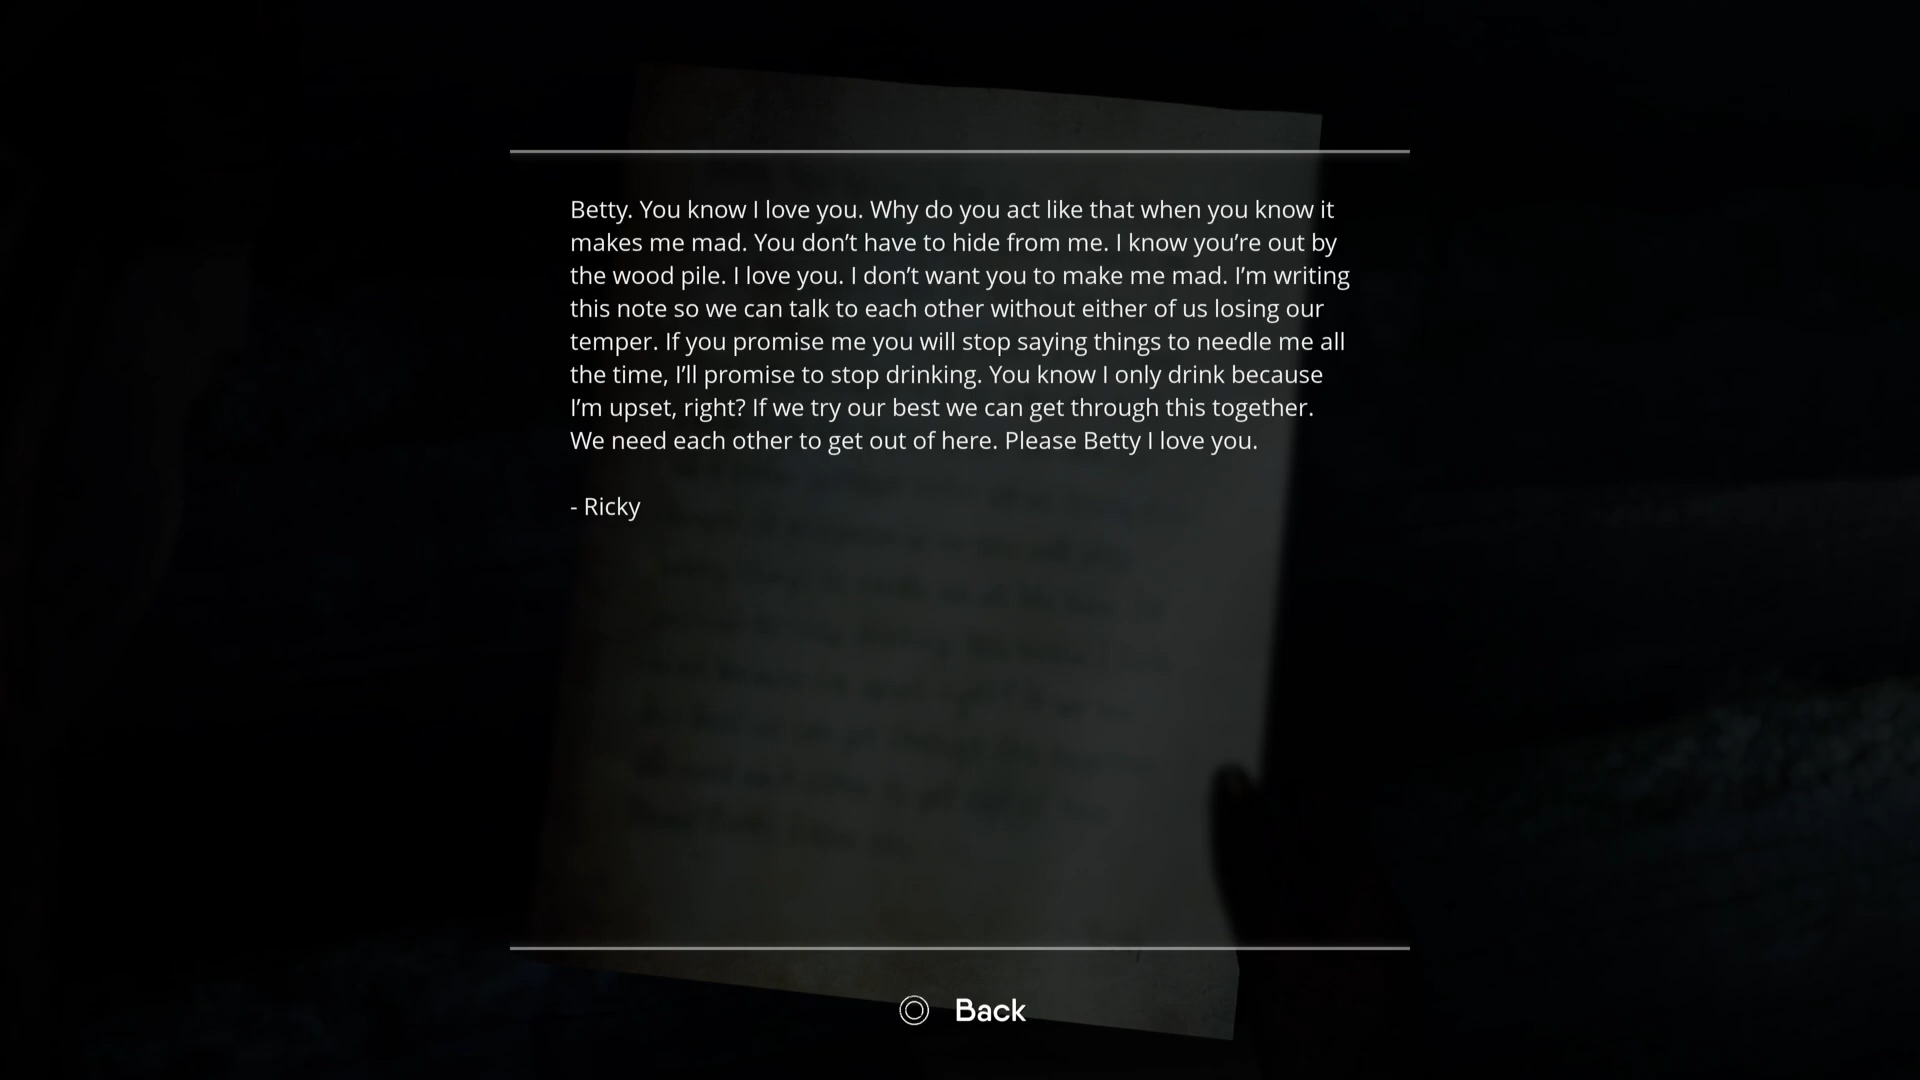 Betty. You know I love you. Why do you act like that when you know it
makes me mad. You don’t have to hide from me. I know you’re out by
the wood pile. I love you. I don’t want you to make me mad. I’m writing
this note so we can talk to each other without either of us losing our
temper. If you promise me you will stop saying things to needle me all
the time, I’ll promise to stop drinking. You know I only drink because
I’m upset, right? If we try our best we can get through this together.
We need each other to get out of here. Please Betty I love you.
- Ricky
Back